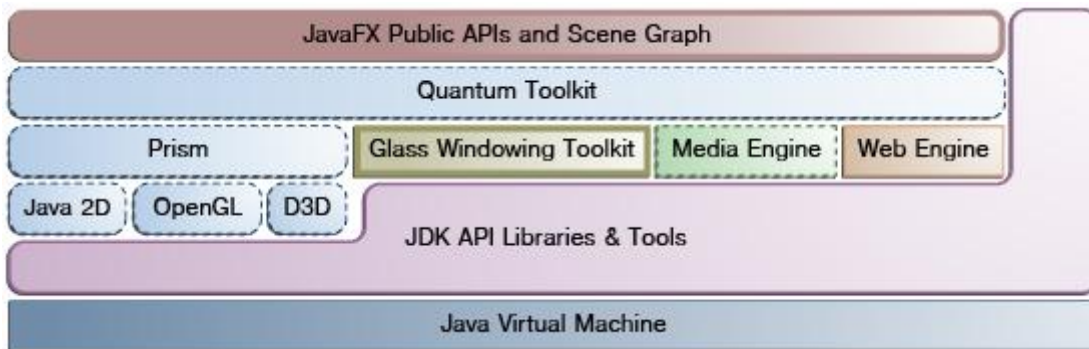 JavaFX Public APIs and Scene Graph
Quantum Toolkit
Prism
Glass Windowing Toolkit
Media Engine
Web Engine
Java 2D
OpenGL
D3D
JDK API Libraries & Tools
Java Virtual Machine